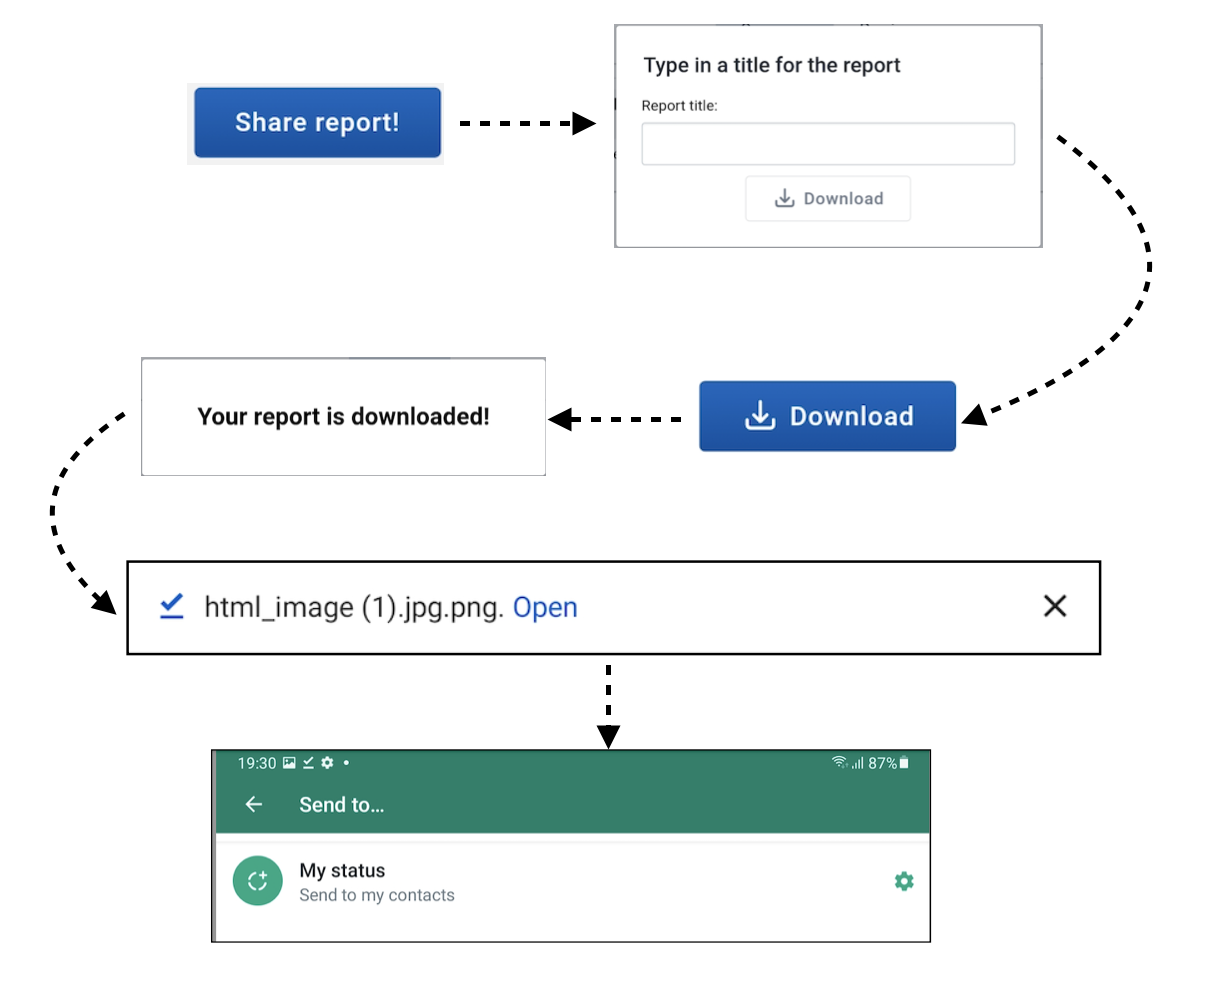 Share report!
Type in a title for the report
Report title:
Download
Download
Your report is downloaded!
html_image (1).jpg.png. Open
19:30 87%
Send to...
My status
Send to my contacts